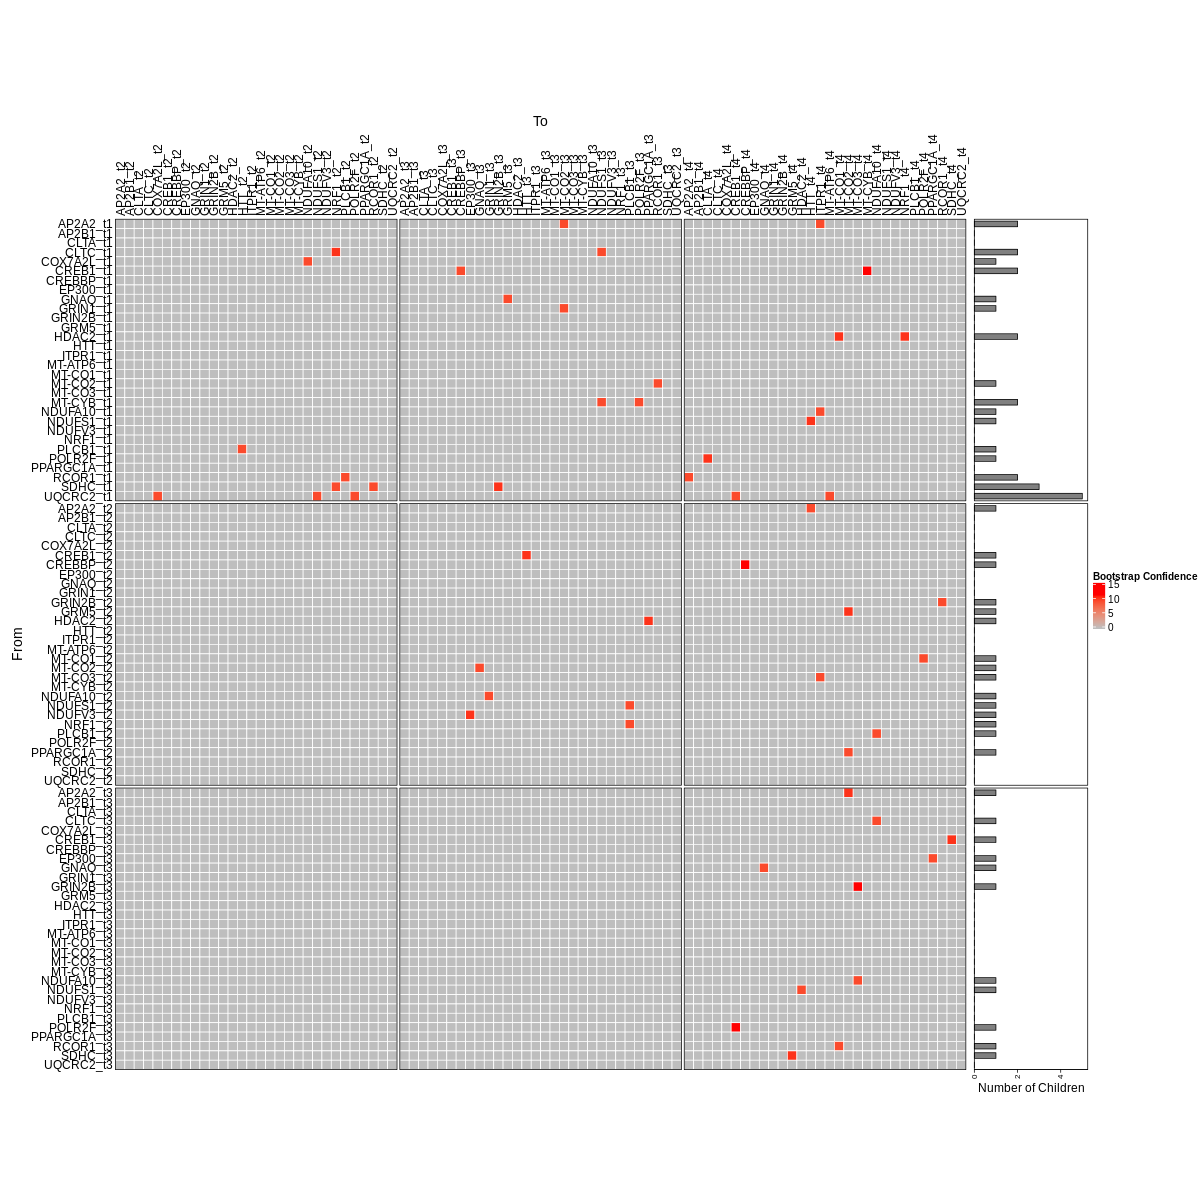 To
AP2A2_t2
AP2B1_t2
CLTA_t2
CLTC_t2
COX7A2L_t2
CREB1_t2
CREBBP_t2
EP300_t2
GNAQ_t2
GRIN1_t2
GRIN2B_t2
GRM5_t2
HDAC2_t2
HTT_t2
ITPR1_t2
MT-ATP6_t2
MT-CO1_t2
MT-CO2_t2
MT-CO3_t2
MT-CYB_t2
NDUFA10_t2
NDUFS1_t2
NDUFV3_t2
NRF1_t2
PLCB1_t2
POLR2F_t2
PPARGC1A_t2
RCOR1_t2
SDHC_t2
UQCRC2_t2
AP2A2_t3
AP2B1_t3
CLTA_t3
CLTC_t3
COX7A2L_t3
CREB1_t3
CREBBP_t3
EP300_t3
GNAQ_t3
GRIN1_t3
GRIN2B_t3
GRM5_t3
HDAC2_t3
HTT_t3
ITPR1_t3
MT-ATP6_t3
MT-CO1_t3
MT-CO2_t3
MT-CO3_t3
MT-CYB_t3
NDUFA10_t3
NDUFS1_t3
NDUFV3_t3
NRF1_t3
PLCB1_t3
POLR2F_t3
PPARGC1A_t3
RCOR1_t3
SDHC_t3
UQCRC2_t3
AP2A2_t4
AP2B1_t4
CLTA_t4
CLTC_t4
COX7A2L_t4
CREB1_t4
CREBBP_t4
EP300_t4
GNAQ_t4
GRIN1_t4
GRIN2B_t4
GRM5_t4
HDAC2_t4
HTT_t4
ITPR1_t4
MT-ATP6_t4
MT-CO1_t4
MT-CO2_t4
MT-CO3_t4
MT-CYB_t4
NDUFA10_t4
NDUFS1_t4
NDUFV3_t4
NRF1_t4
PLCB1_t4
POLR2F_t4
PPARGC1A_t4
RCOR1_t4
SDHC_t4
UQCRC2_t4
From
AP2A2_t1
AP2B1_t1
CLTA_t1
CLTC_t1
COX7A2L_t1
CREB1_t1
CREBBP_t1
EP300_t1
GNAQ_t1
GRIN1_t1
GRIN2B_t1
GRM5_t1
HDAC2_t1
HTT_t1
ITPR1_t1
MT-ATP6_t1
MT-CO1_t1
MT-CO2_t1
MT-CO3_t1
MT-CYB_t1
NDUFA10_t1
NDUFS1_t1
NDUFV3_t1
NRF1_t1
PLCB1_t1
POLR2F_t1
PPARGC1A_t1
RCOR1_t1
SDHC_t1
UQCRC2_t1
AP2A2_t2
AP2B1_t2
CLTA_t2
CLTC_t2
COX7A2L_t2
CREB1_t2
CREBBP_t2
EP300_t2
GNAQ_t2
GRIN1_t2
GRIN2B_t2
GRM5_t2
HDAC2_t2
HTT_t2
ITPR1_t2
MT-ATP6_t2
MT-CO1_t2
MT-CO2_t2
MT-CO3_t2
MT-CYB_t2
NDUFA10_t2
NDUFS1_t2
NDUFV3_t2
NRF1_t2
PLCB1_t2
POLR2F_t2
PPARGC1A_t2
RCOR1_t2
SDHC_t2
UQCRC2_t2
AP2A2_t3
AP2B1_t3
CLTA_t3
CLTC_t3
COX7A2L_t3
CREB1_t3
CREBBP_t3
EP300_t3
GNAQ_t3
GRIN1_t3
GRIN2B_t3
GRM5_t3
HDAC2_t3
HTT_t3
ITPR1_t3
MT-ATP6_t3
MT-CO1_t3
MT-CO2_t3
MT-CO3_t3
MT-CYB_t3
NDUFA10_t3
NDUFS1_t3
NDUFV3_t3
NRF1_t3
PLCB1_t3
POLR2F_t3
PPARGC1A_t3
RCOR1_t3
SDHC_t3
UQCRC2_t3
0 2 4
Number of Children
Bootstrap Confidence
15
10
5
0